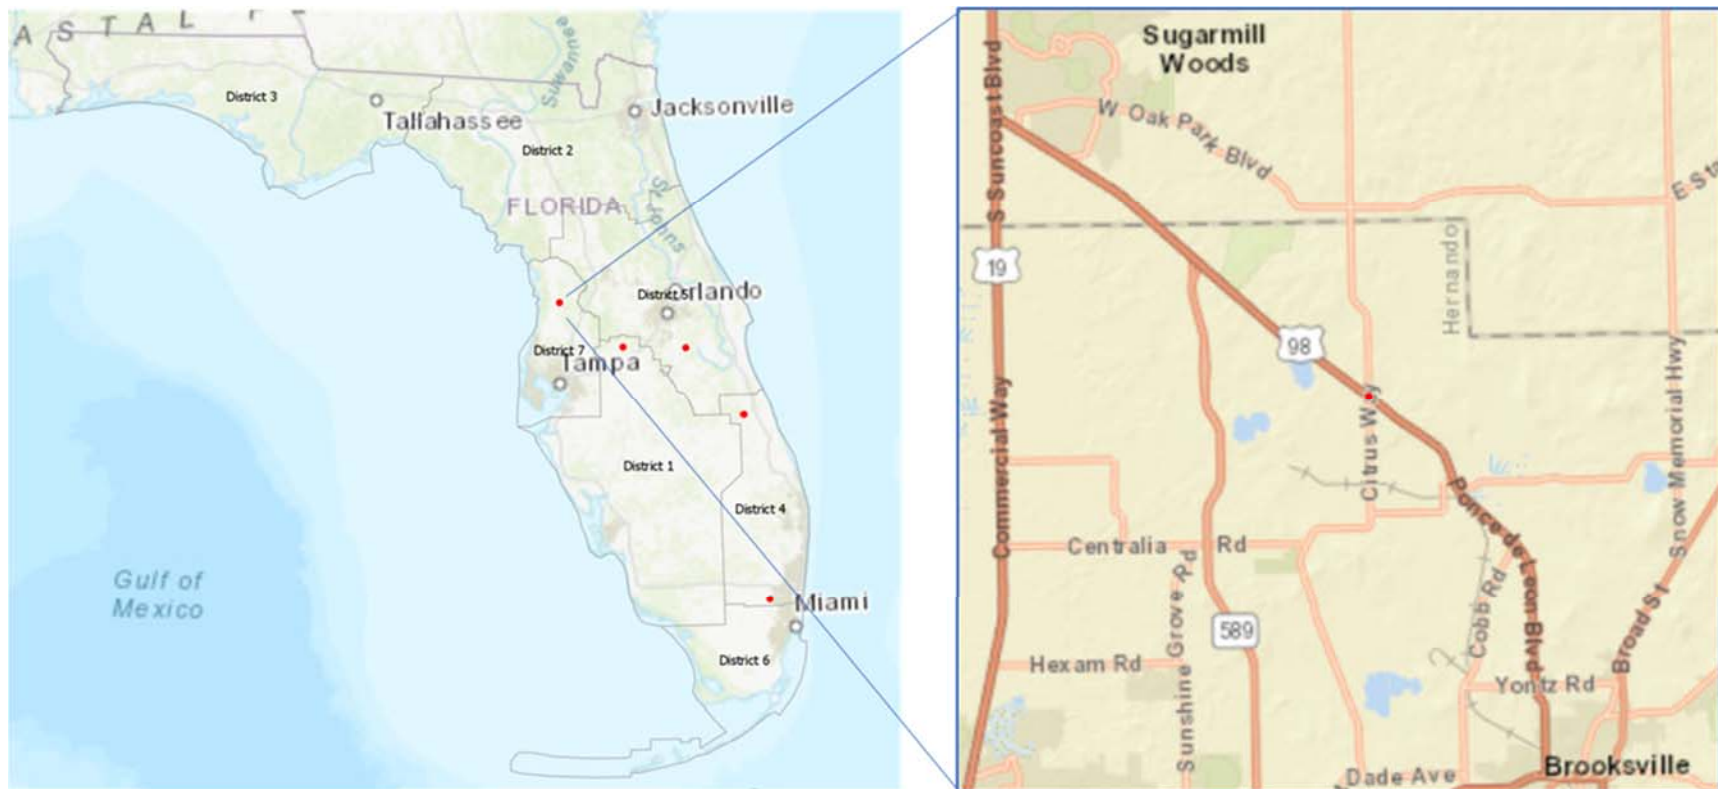 ASTAL
District 3
Tallahassee
Suwannee
Jacksonville
District 2
FLORIDA
St. Johns
District 5
Orlando
District 7
Tampa
District 1
District 4
Gulf of
Mexico
Miami
District 6
Sugarmill
Woods
S Suncoast Blvd
W Oak Park Blvd
E Sta
19
Hernando
98
Commercial Way
Citrus Way
Snow Memorial Hwy
Ponce de Leon Blvd
Centralia Rd
Sunshine Grove Rd
Cobb Rd
Broad St
589
Hexam Rd
Yontz Rd
Brooksville
Dade Ave